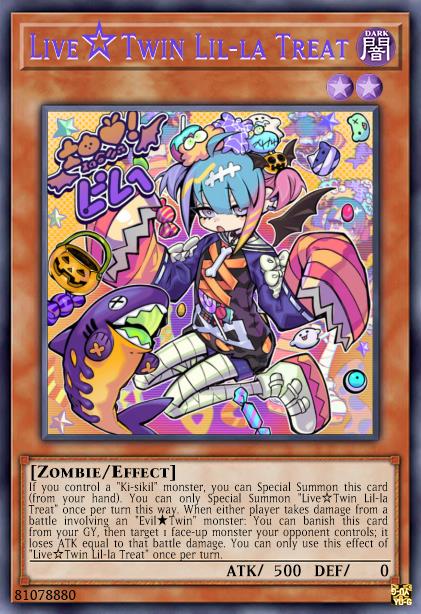 Live☆Twin Lil-la Treat
DARK
闇
ビレヘ
[Zombie/Effect]
If you control a "Ki-sikil" monster, you can Special Summon this card
(from your hand). You can only Special Summon "Live☆Twin Lil-la
Treat" once per turn this way. When either player takes damage from a
battle involving an "Evil★Twin" monster: You can banish this card
from your GY, then target 1 face-up monster your opponent controls; it
loses ATK equal to that battle damage. You can only use this effect of
"Live☆Twin Lil-la Treat" once per turn.
ATK/ 500 DEF/ 0
81078880